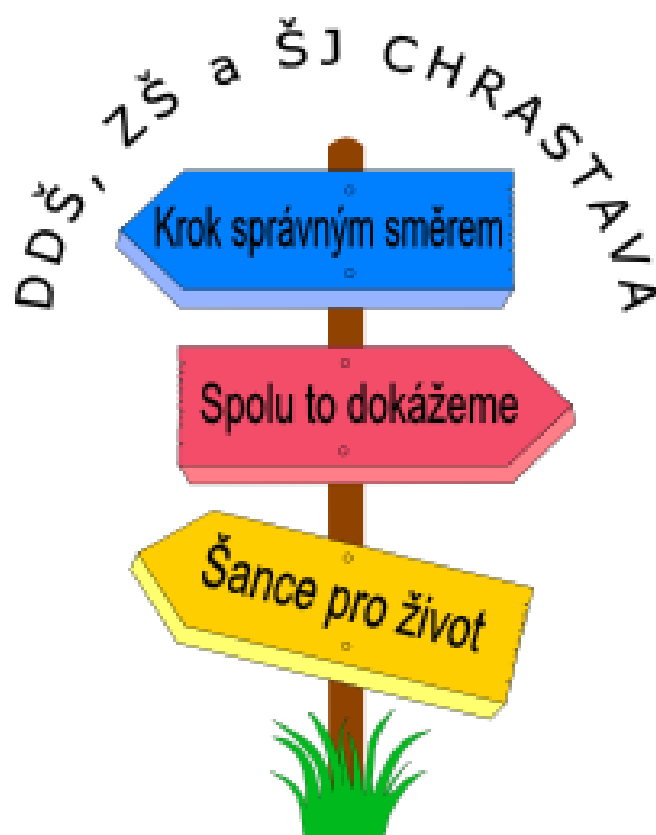 DDŠ, ZŠ a ŠJ CHRASTAVA
Krok správným směrem
Spolu to dokážeme
Šance pro život